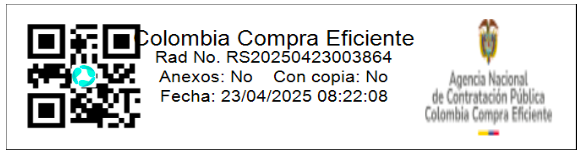 Colombia Compra Eficiente
Rad No. RS20250423003864
Anexos: No Con copia: No
Fecha: 23/04/2025 08:22:08
Agencia Nacional
de Contratación Pública
Colombia Compra Eficiente